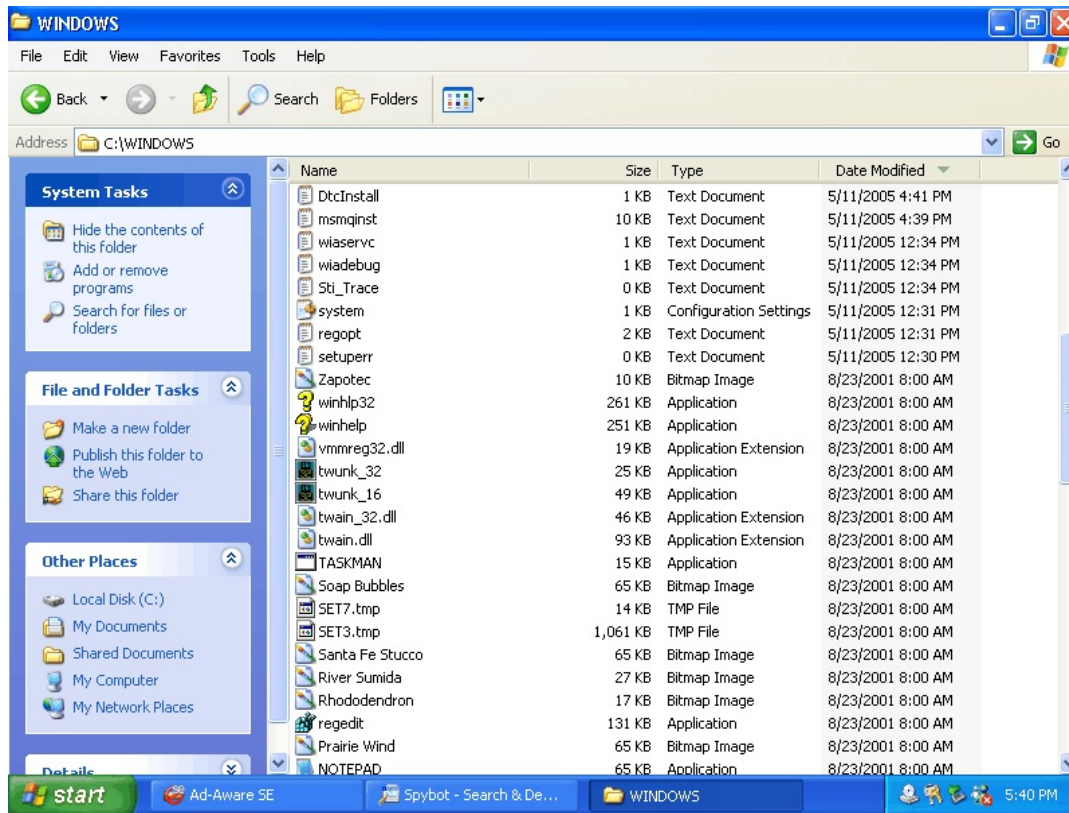 WINDOWS
File Edit View Favorites Tools Help
Back Search Folders
Address C:\WINDOWS Go
System Tasks
Hide the contents of
this folder
Add or remove
programs
Search for files or
folders
File and Folder Tasks
Make a new folder
Publish this folder to
the Web
Share this folder
Other Places
Local Disk (C:)
My Documents
Shared Documents
My Computer
My Network Places
Details
Name Size Type Date Modified
DtcInstall 1 KB Text Document 5/11/2005 4:41 PM
msmqinst 10 KB Text Document 5/11/2005 4:39 PM
wiaservc 1 KB Text Document 5/11/2005 12:34 PM
wiadebug 1 KB Text Document 5/11/2005 12:34 PM
Sti_Trace 0 KB Text Document 5/11/2005 12:34 PM
system 1 KB Configuration Settings 5/11/2005 12:31 PM
regopt 2 KB Text Document 5/11/2005 12:31 PM
setuperr 0 KB Text Document 5/11/2005 12:30 PM
Zapotec 10 KB Bitmap Image 8/23/2001 8:00 AM
winhlp32 261 KB Application 8/23/2001 8:00 AM
winhelp 251 KB Application 8/23/2001 8:00 AM
vmmreg32.dll 19 KB Application Extension 8/23/2001 8:00 AM
twunk_32 25 KB Application 8/23/2001 8:00 AM
twunk_16 49 KB Application 8/23/2001 8:00 AM
twain_32.dll 46 KB Application Extension 8/23/2001 8:00 AM
twain.dll 93 KB Application Extension 8/23/2001 8:00 AM
TASKMAN 15 KB Application 8/23/2001 8:00 AM
Soap Bubbles 65 KB Bitmap Image 8/23/2001 8:00 AM
SET7.tmp 14 KB TMP File 8/23/2001 8:00 AM
SET3.tmp 1,061 KB TMP File 8/23/2001 8:00 AM
Santa Fe Stucco 65 KB Bitmap Image 8/23/2001 8:00 AM
River Sumida 27 KB Bitmap Image 8/23/2001 8:00 AM
Rhododendron 17 KB Bitmap Image 8/23/2001 8:00 AM
regedit 131 KB Application 8/23/2001 8:00 AM
Prairie Wind 65 KB Bitmap Image 8/23/2001 8:00 AM
NOTEPAD 65 KB Application 8/23/2001 8:00 AM
start Ad-Aware SE Spybot - Search & De... WINDOWS 5:40 PM